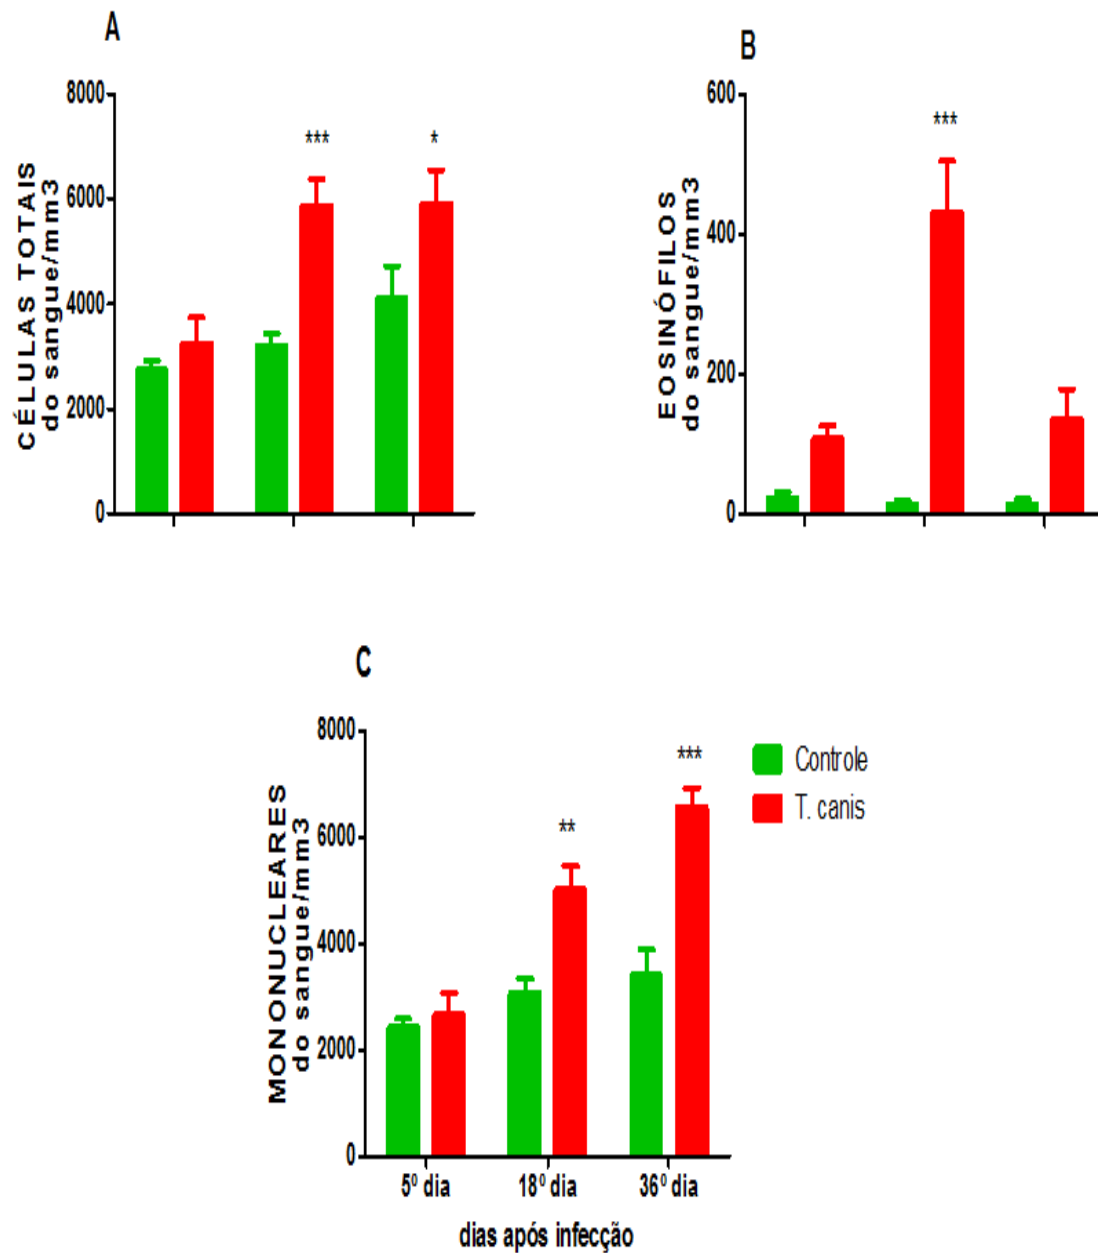 A
8000
6000
4000
2000
0
CÉLULAS TOTAIS
do sangue/mm3
***
*
B
600
400
200
0
EOSINÓFILOS
do sangue/mm3
***
C
8000
6000
4000
2000
0
MONONUCLEARES
do sangue/mm3
**
***
Controle
T. canis
5º dia 18º dia 36º dia
dias após infecção